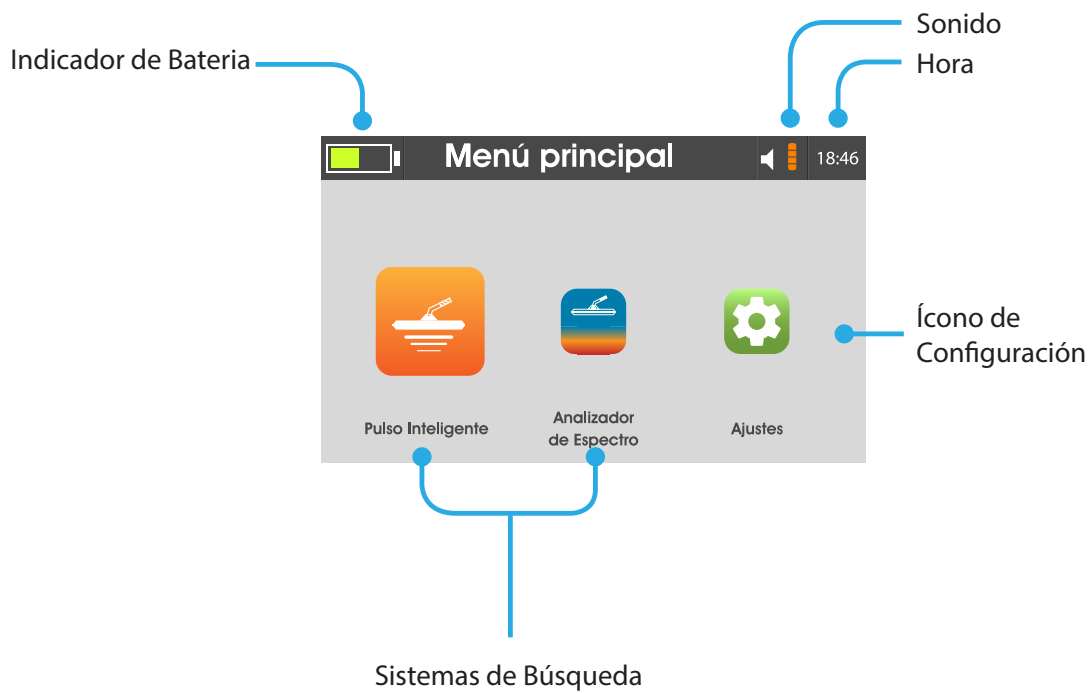 Sonido
Indicador de Bateria
Hora
Menú principal
18:46
Ícono de
Configuración
Pulso Inteligente
Analizador
de Espectro
Ajustes
Sistemas de Búsqueda